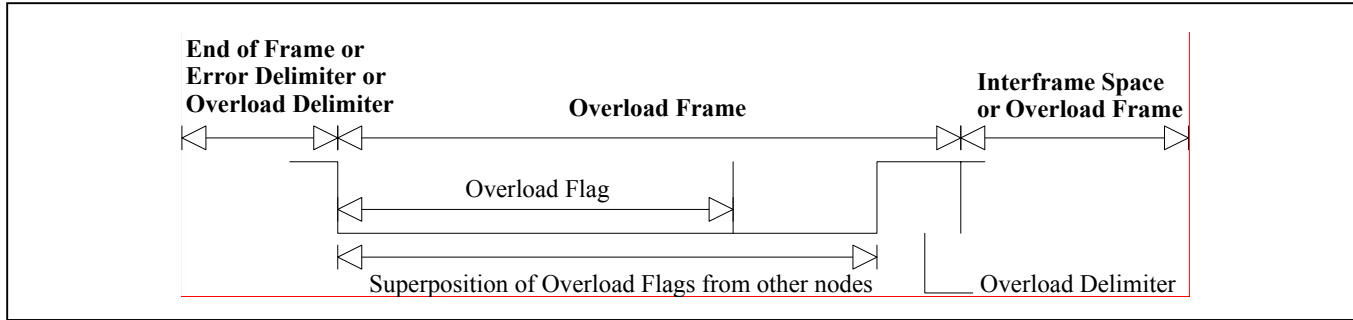 End of Frame or
Error Delimiter or
Overload Delimiter
Overload Frame
Interframe Space
or Overload Frame
Overload Flag
Superposition of Overload Flags from other nodes
Overload Delimiter